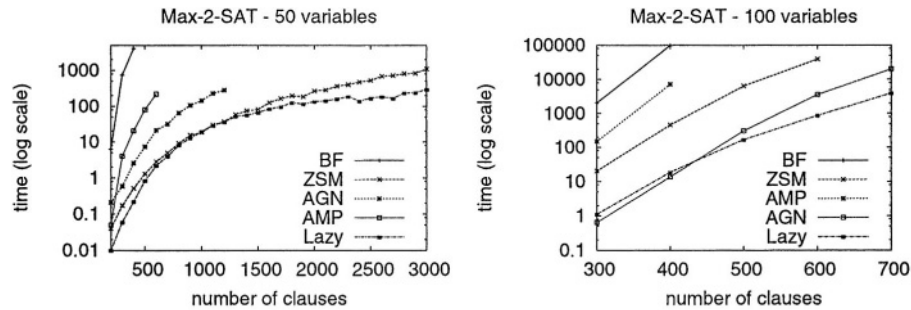 Max-2-SAT - 50 variables
time (log scale)
1000
100
10
1
0.1
0.01
BF
ZSM
AGN
AMP
Lazy
500 1000 1500 2000 2500 3000
number of clauses
Max-2-SAT - 100 variables
time (log scale)
100000
10000
1000
100
10
1
0.1
BF
ZSM
AMP
AGN
Lazy
300 400 500 600 700
number of clauses